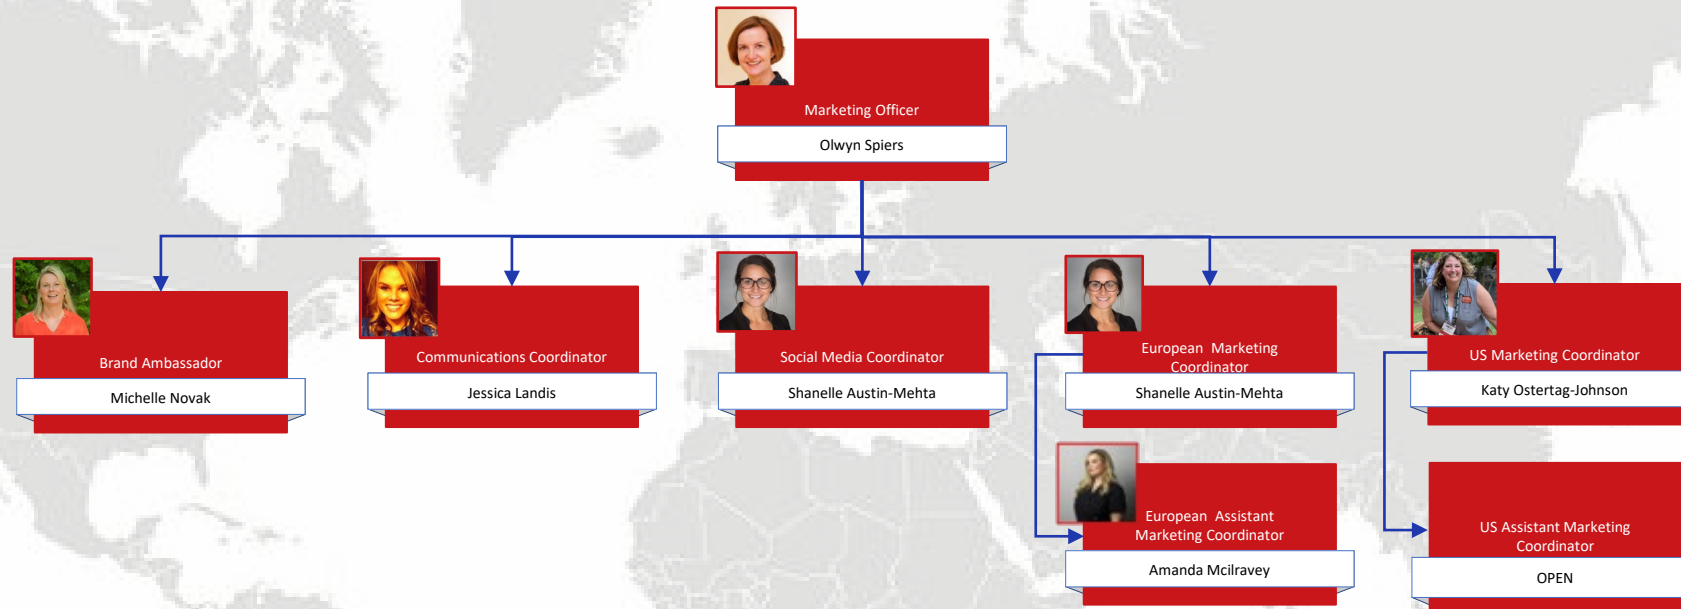 Marketing Officer
Olwyn Spiers
Brand Ambassador
Michelle Novak
Communications Coordinator
Jessica Landis
Social Media Coordinator
Shanelle Austin-Mehta
European  Marketing
Coordinator
Shanelle Austin-Mehta
US Marketing Coordinator
Katy Ostertag-Johnson
European  Assistant
Marketing Coordinator
Amanda Mcilravey
US Assistant Marketing
Coordinator
OPEN